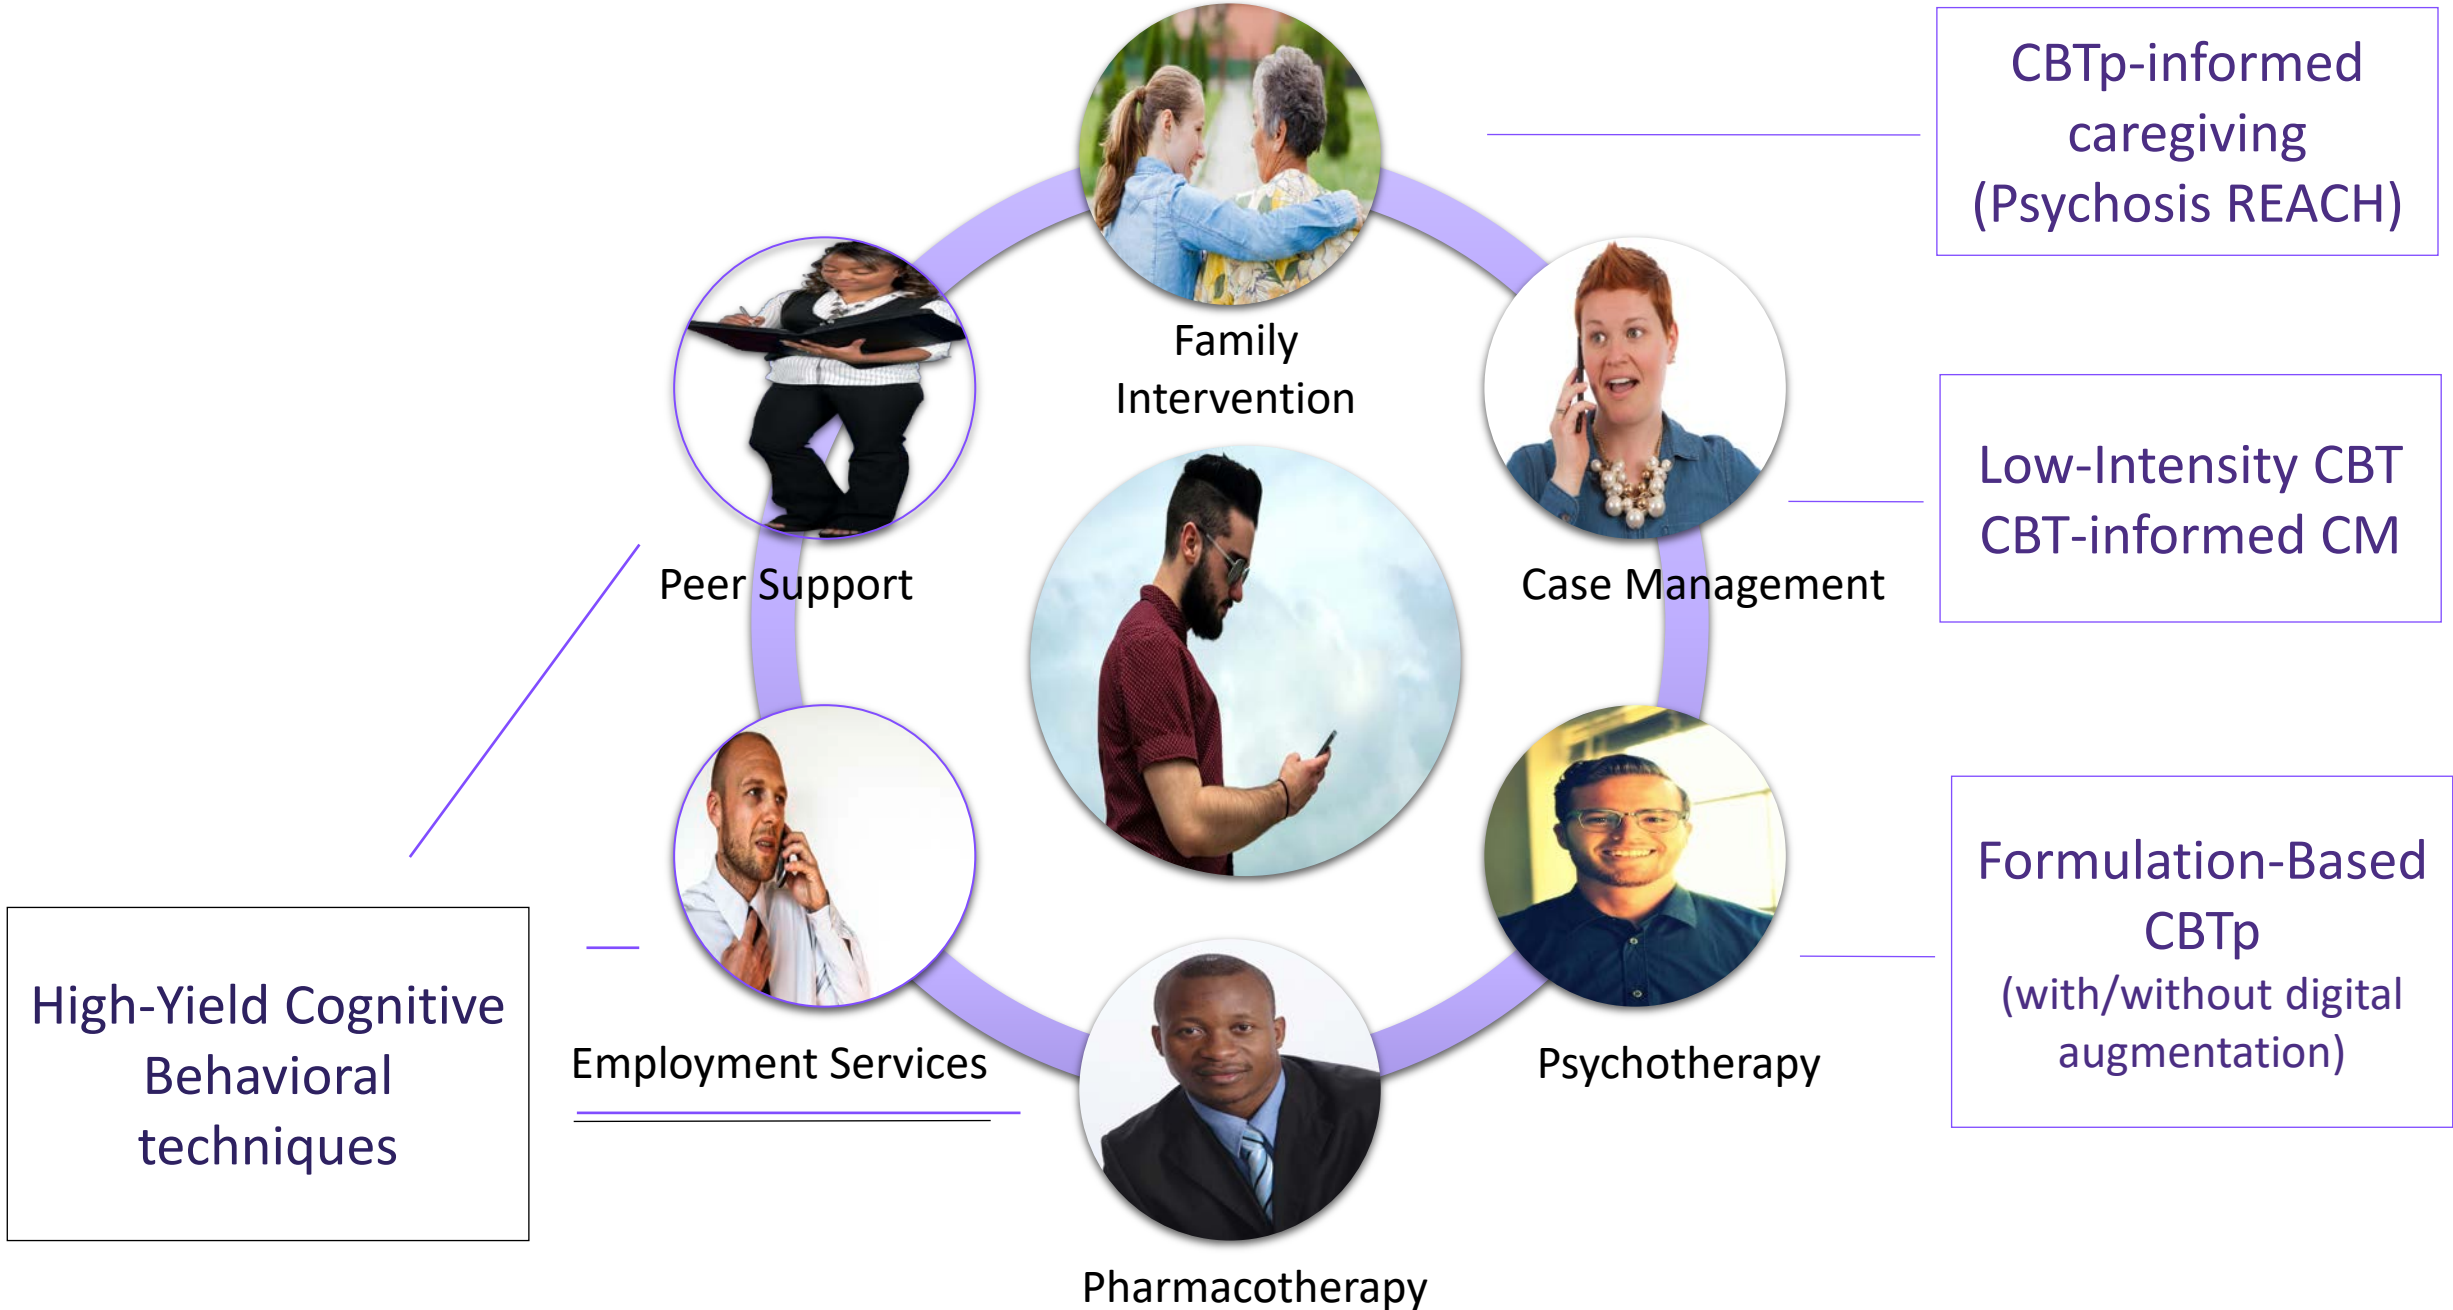 CBTp-informed
caregiving
(Psychosis REACH)
Family
Intervention
Low-Intensity CBT
CBT-informed CM
Peer Support
Case Management
Formulation-Based
CBTp
(with/without digital
augmentation)
High-Yield Cognitive
Behavioral
techniques
Employment Services
Psychotherapy
Pharmacotherapy